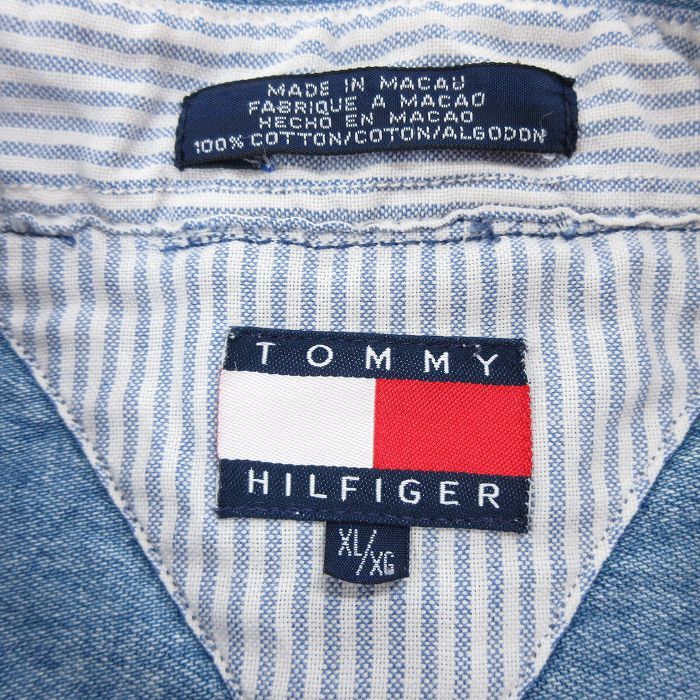 MADE IN MACAU
FABRIQUE A MACAO
HECHO EN MACAO
100% COTTON/COTON/ALGODON
TOMMY
HILFIGER
XL/XG